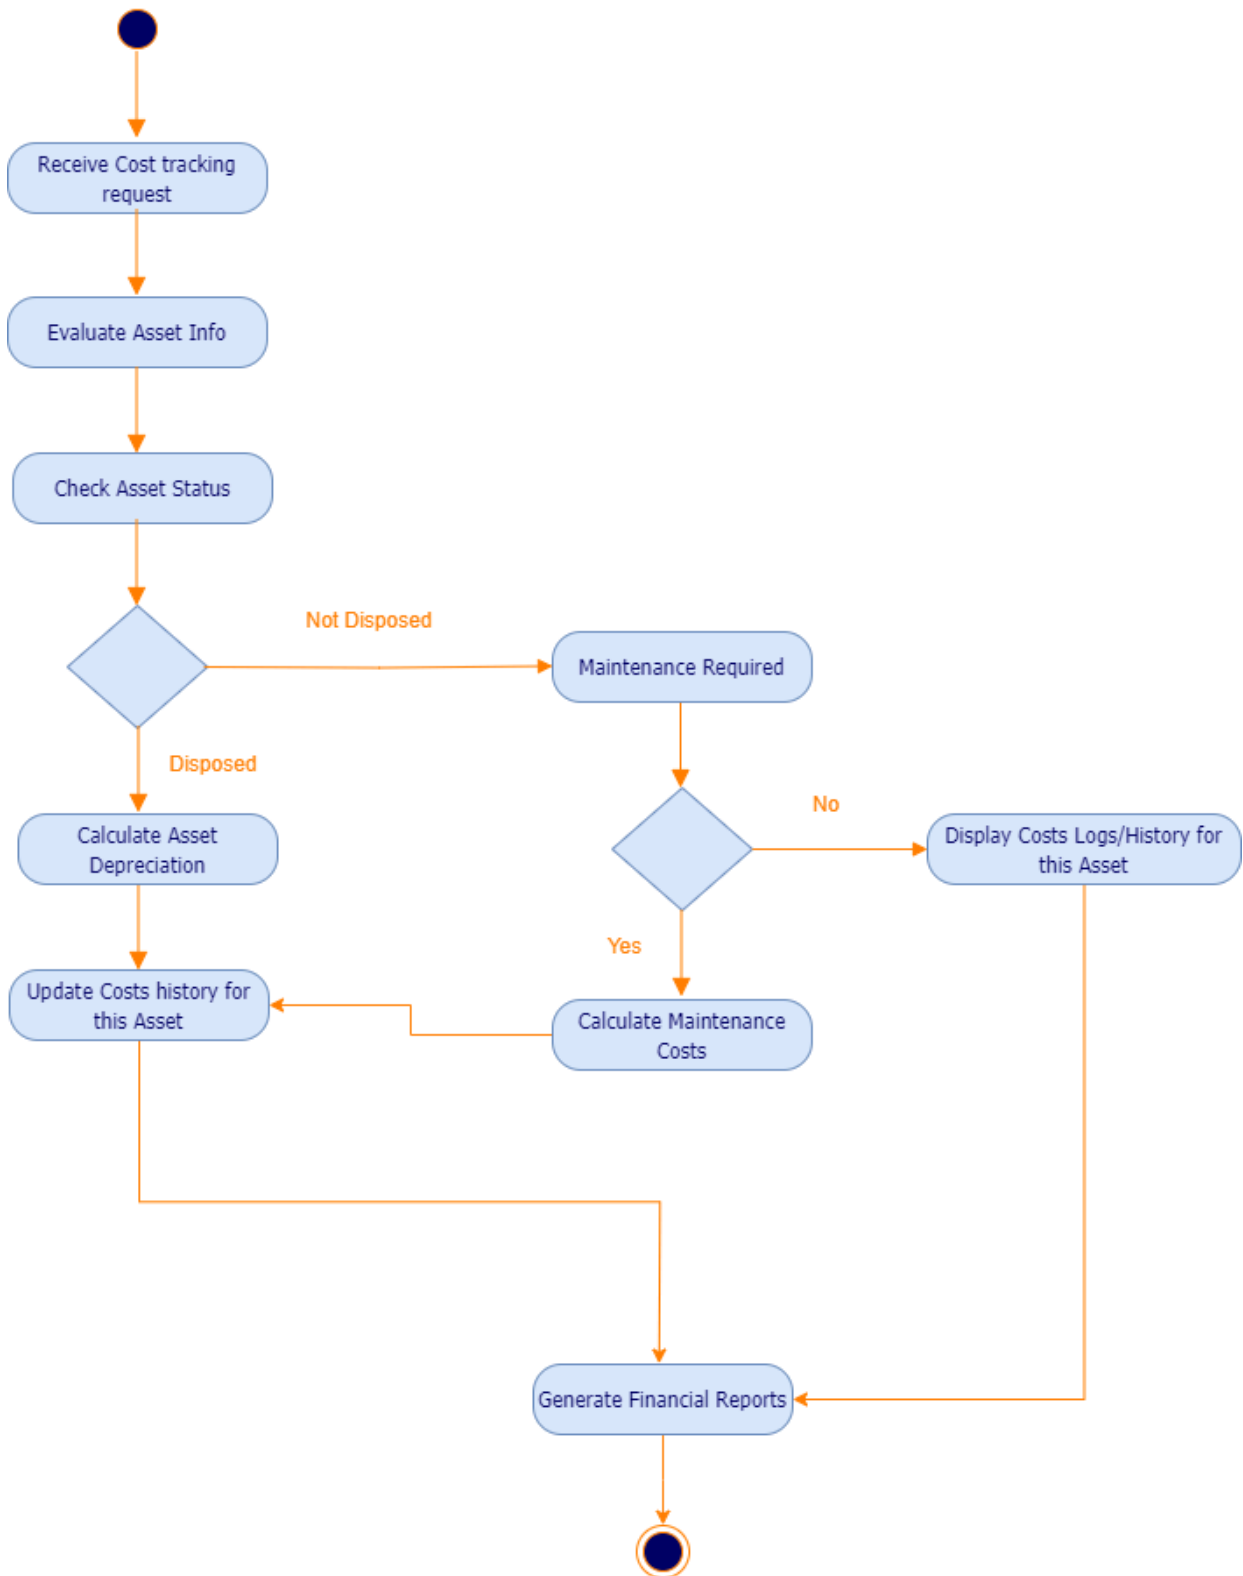 Receive Cost tracking
request
Evaluate Asset Info
Check Asset Status
Not Disposed
Maintenance Required
Disposed
No
Calculate Asset
Depreciation
Display Costs Logs/History for
this Asset
Yes
Update Costs history for
this Asset
Calculate Maintenance
Costs
Generate Financial Reports